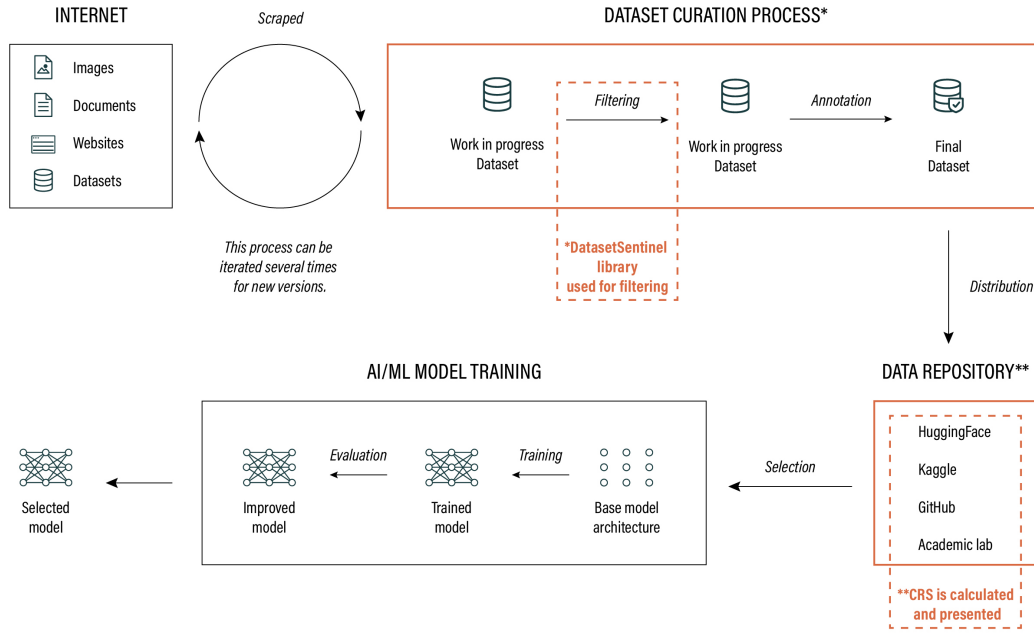 INTERNET
Images
Documents
Websites
Datasets
Scraped
This process can be
iterated several times
for new versions.
DATASET CURATION PROCESS*
Work in progress
Dataset
Filtering
Work in progress
Dataset
Annotation
Final
Dataset
*DatasetSentinel
library
used for filtering
Distribution
DATA REPOSITORY**
HuggingFace
Kaggle
GitHub
Academic lab
**CRS is calculated
and presented
Selection
AI/ML MODEL TRAINING
Base model
architecture
Training
Trained
model
Evaluation
Improved
model
Selected
model